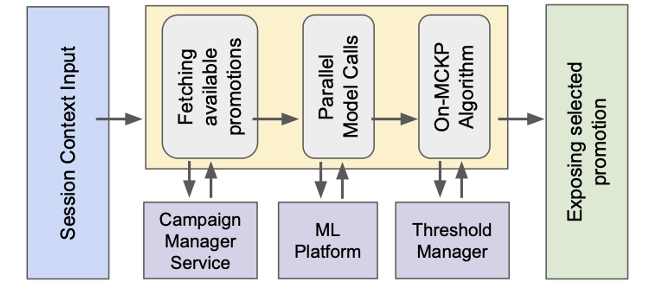 Session Context Input
Fetching
available
promotions
Parallel
Model Calls
On-MCKP
Algorithm
Exposing selected
promotion
Campaign
Manager
Service
ML
Platform
Threshold
Manager